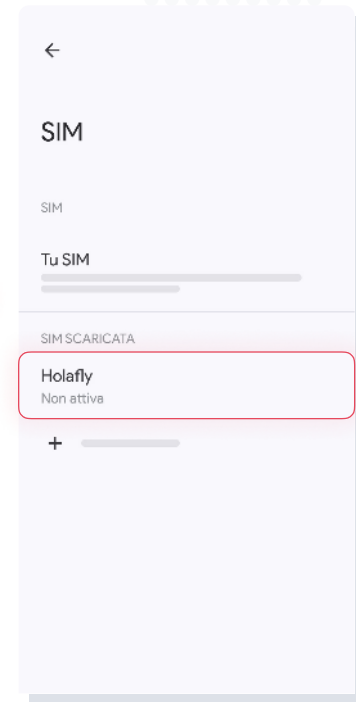 SIM
SIM
Tu SIM
SIM SCARICATA
Holafly
Non attiva
+